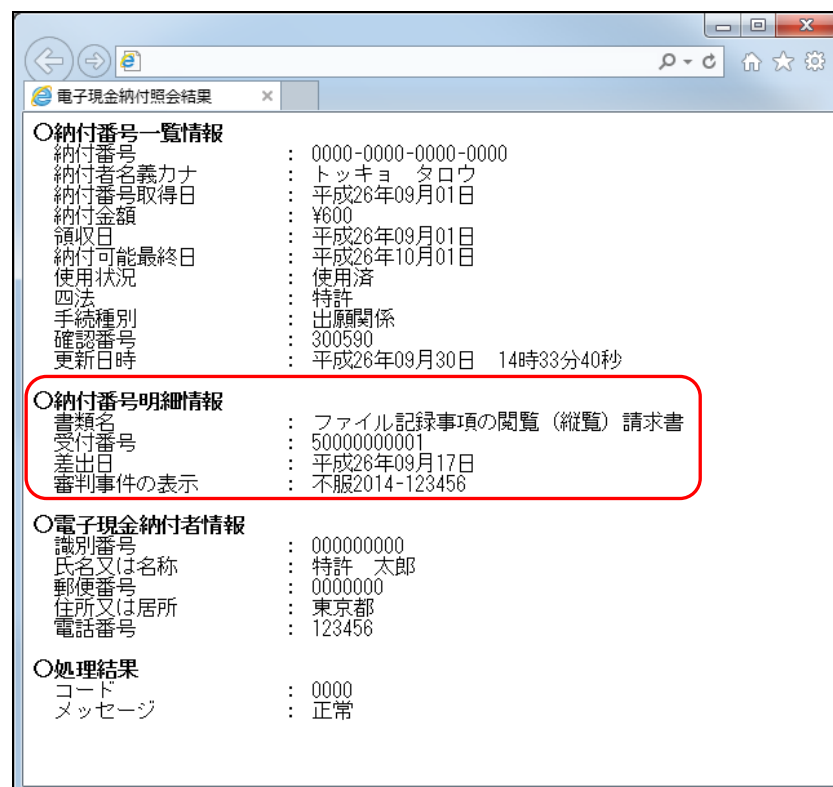 電子現金納付照会結果
○納付番号一覧情報
納付番号 : 0000-0000-0000-0000
納付者名義カナ : トッキョ タロウ
納付番号取得日 : 平成26年09月01日
納付金額 : ¥600
領収日 : 平成26年09月01日
納付可能最終日 : 平成26年10月01日
使用状況 : 使用済
四法 : 特許
手続種別 : 出願関係
確認番号 : 300590
更新日時 : 平成26年09月30日 14時33分40秒
○納付番号明細情報
書類名 : ファイル記録事項の閲覧(縦覧)請求書
受付番号 : 50000000001
差出日 : 平成26年09月17日
審判事件の表示 : 不服2014-123456
○電子現金納付者情報
識別番号 : 000000000
氏名又は名称 : 特許 太郎
郵便番号 : 0000000
住所又は居所 : 東京都
電話番号 : 123456
○処理結果
コード : 0000
メッセージ : 正常